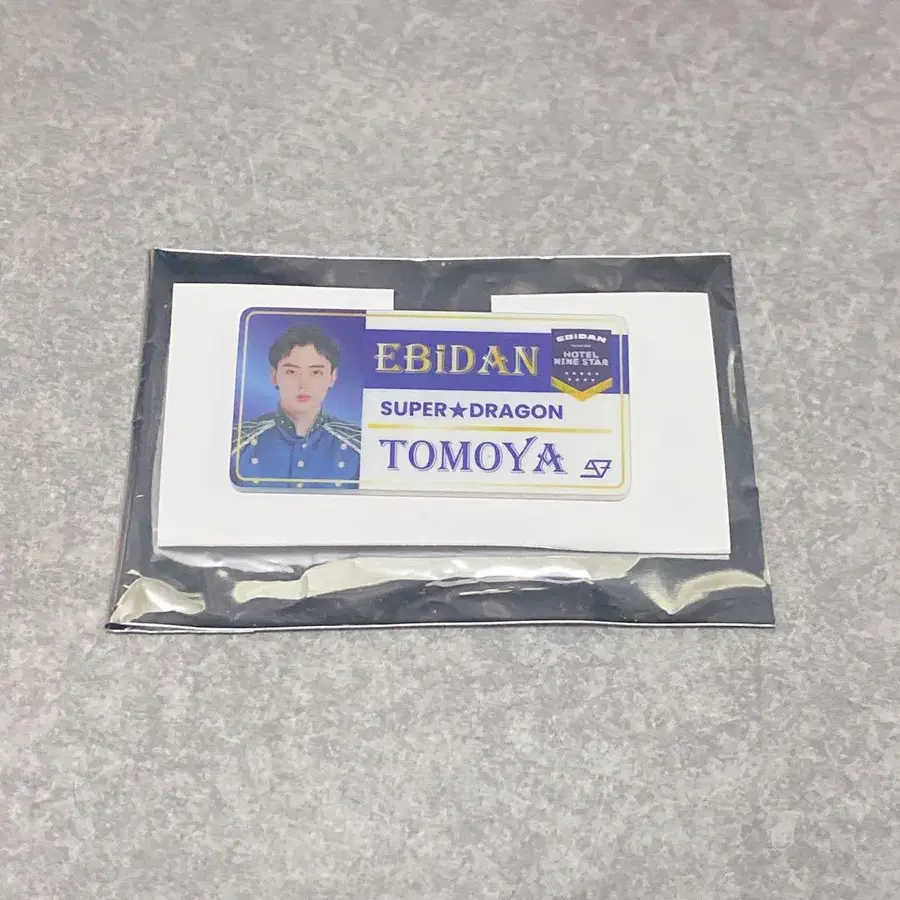 EBiDAN
SUPER★DRAGON
TOMOYA
EBiDAN
HOTEL
NINE STAR